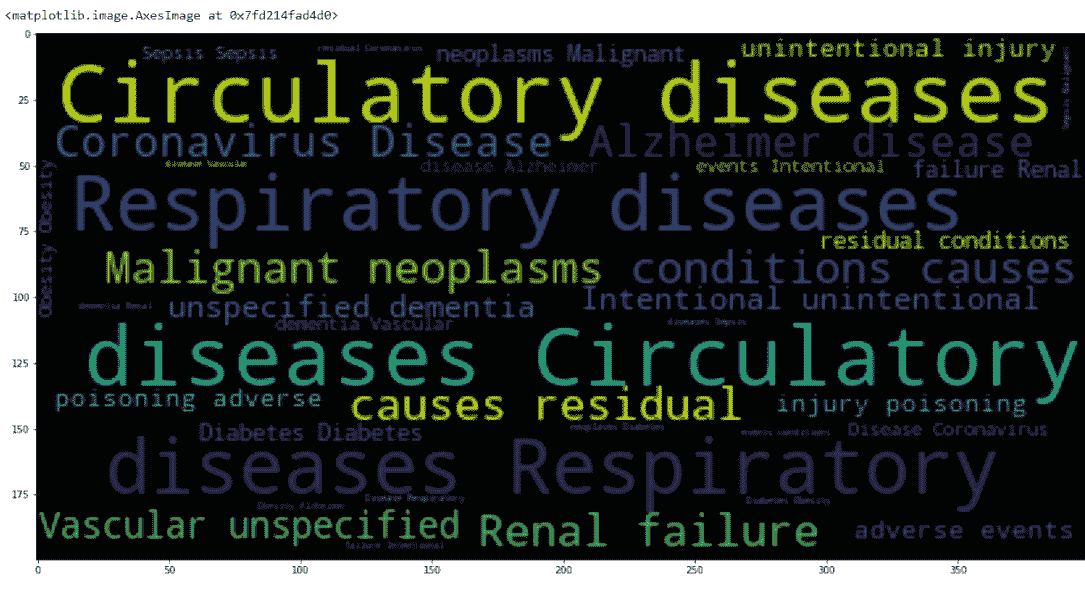 <matplotlib.image.AxesImage at 0x7fd214fad4d0>
0
25
50
75
100
125
150
175
Sepsis Sepsis
residual Coronavirus
neoplasms Malignant
unintentional injury
Circulatory diseases
Sepsis Malignant
Coronavirus Disease
Alzheimer disease
disease Vascular
disease Alzheimer
events Intentional
failure Renal
Obesity Obesity
Respiratory diseases
residual conditions
Malignant neoplasms
conditions causes
dementia Renal
unspecified dementia
Intentional unintentional
dementia Vascular
diseases Sepsis
diseases Circulatory
poisoning adverse
causes residual
injury poisoning
Diabetes Diabetes
neoplasms Diabetes
events conditions
Disease Coronavirus
diseases Respiratory
Disease Respiratory
Obesity Alzheimer
Diabetes Obesity
Vascular unspecified
Renal failure
adverse events
failure Intentional
0 50 100 150 200 250 300 350